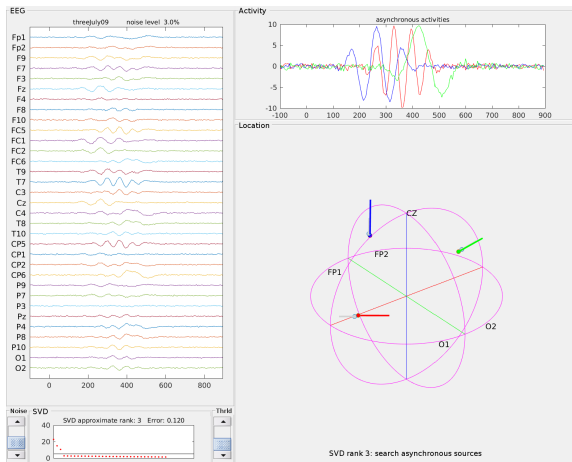 EEG
threeJuly09 noise level 3.0%
Fp1
Fp2
F9
F7
F3
Fz
F4
F8
F10
FC5
FC1
FC2
FC6
T9
T7
C3
Cz
C4
T8
T10
CP5
CP1
CP2
CP6
P9
P7
P3
Pz
P4
P8
P10
O1
O2
0 200 400 600 800
Activity
asynchronous activities
10
5
0
-5
-10
-100 0 100 200 300 400 500 600 700 800 900
Location
CZ
FP2
FP1
O2
O1
Noise
SVD
Thrld
SVD approximate rank: 3 Error: 0.120
40
20
0
SVD rank 3: search asynchronous sources